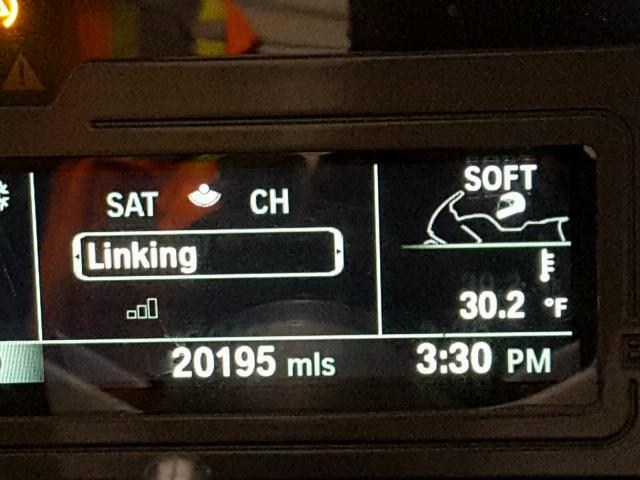 SAT CH
SOFT
Linking
30.2 °F
20195 mls
3:30 PM